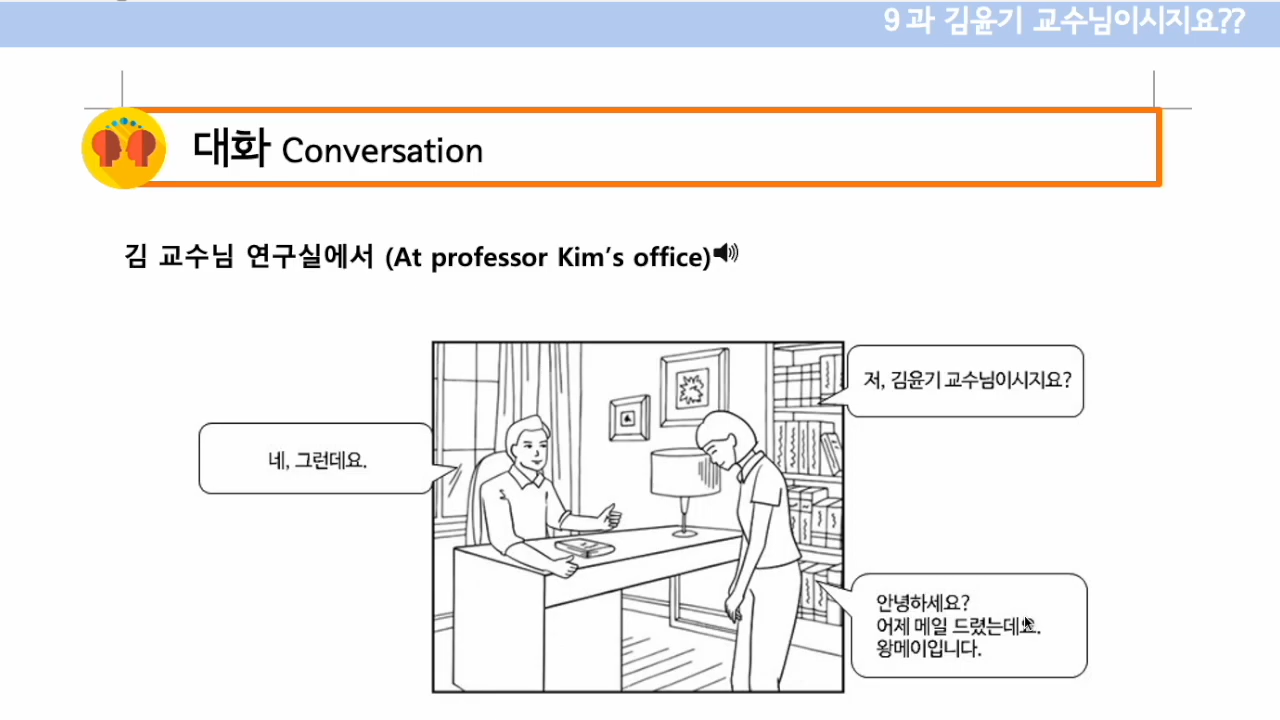 9과 김윤기 교수님이시지요??
대화 Conversation
김 교수님 연구실에서 (At professor Kim's office)
저, 김윤기 교수님이시지요?
네, 그런데요.
안녕하세요?
어제 메일 드렸는데요.
왕메이입니다.